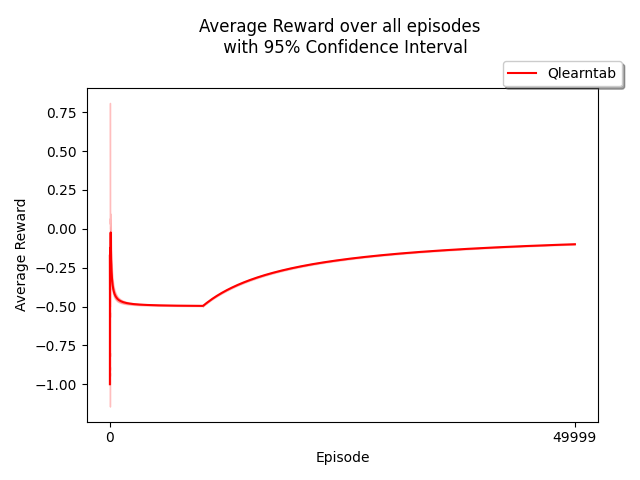 Average Reward over all episodes
with 95% Confidence Interval
Qlearntab
0.75
0.50
0.25
0.00
−0.25
−0.50
−0.75
−1.00
Average Reward
0
49999
Episode